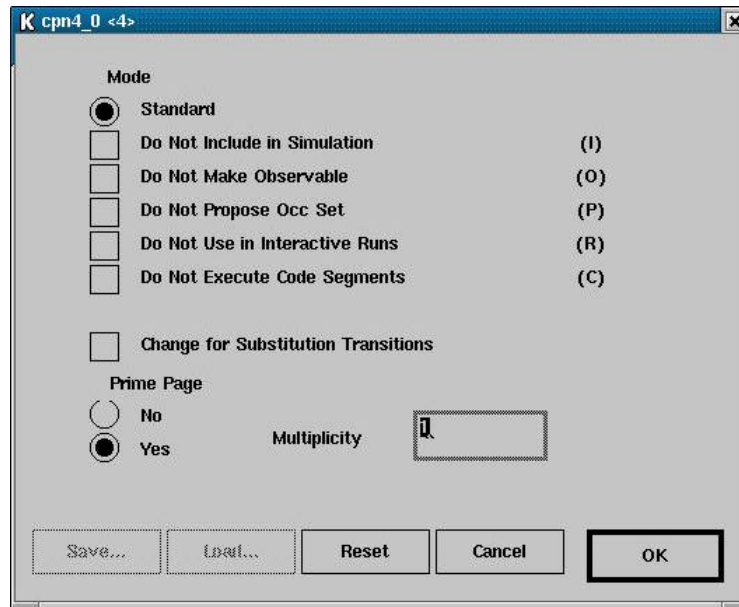 K cpn4_0 <4>
Mode
Standard
Do Not Include in Simulation (I)
Do Not Make Observable (O)
Do Not Propose Occ Set (P)
Do Not Use in Interactive Runs (R)
Do Not Execute Code Segments (C)
Change for Substitution Transitions
Prime Page
No
Yes Multiplicity 1
Save... Load... Reset Cancel OK